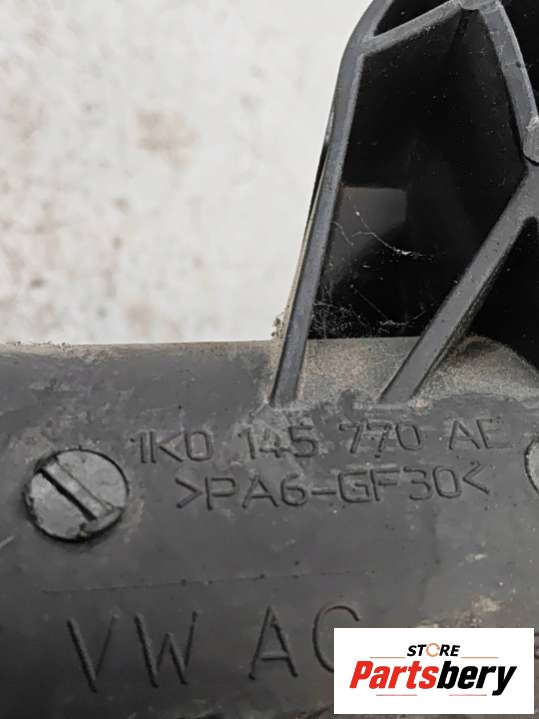 1K0 145 770 AE
>PA6-GF30<
VW AG
STORE
Partsbery